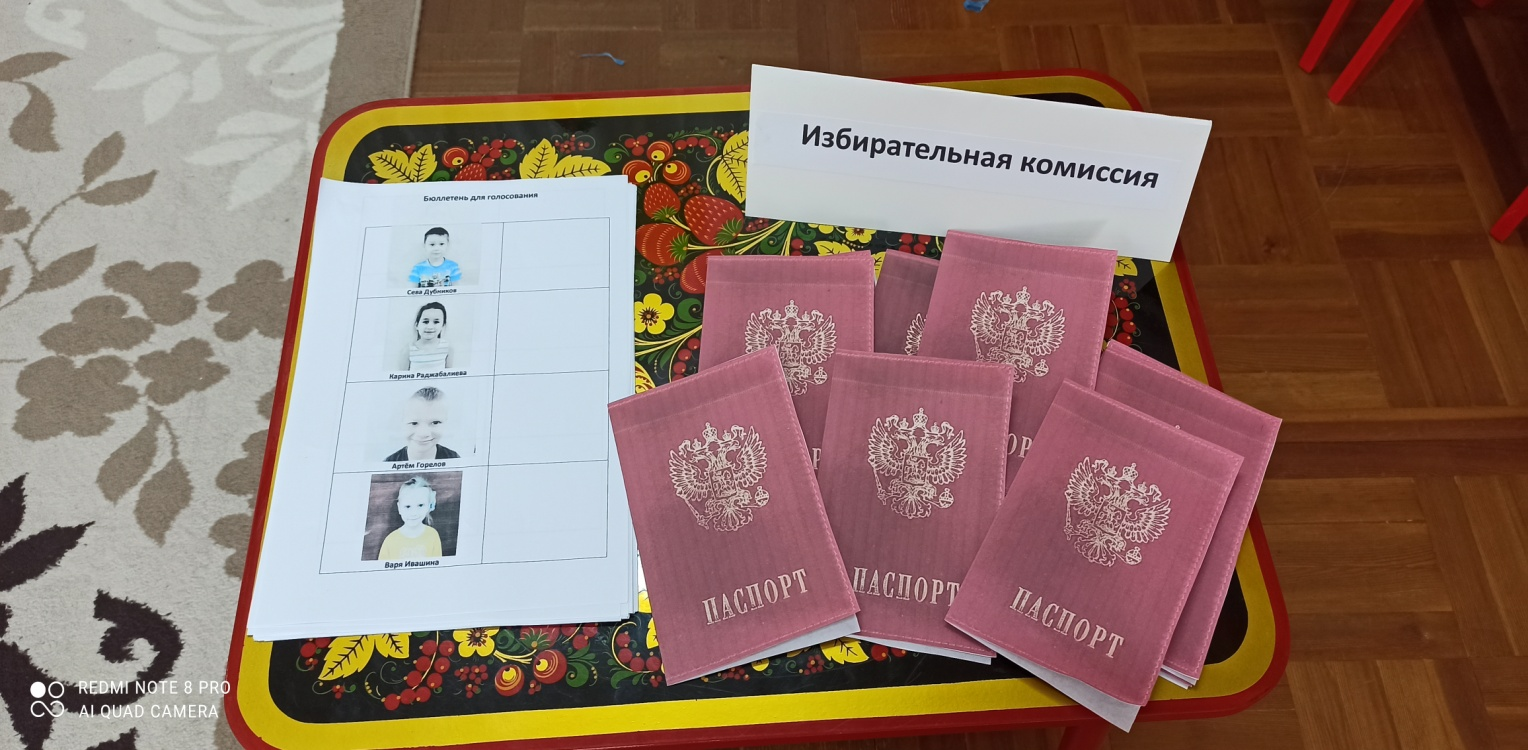 Избирательная комиссия
Бюллетень для голосования
Сева Дубников
Карина Раджабалиева
Артём Горелов
Варя Ивашина
ПАСПОРТ
ПАСПОРТ
ПАСПОРТ
REDMI NOTE 8 PRO
AI QUAD CAMERA